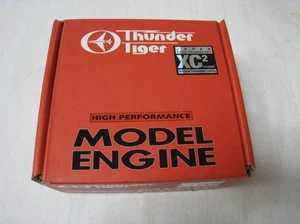 Thunder
Tiger
XC2
HIGH PERFORMANCE
MODEL
ENGINE